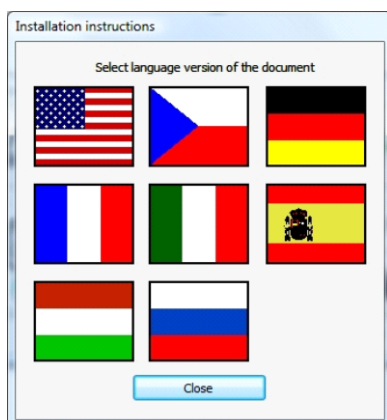 Installation instructions
Select language version of the document
Close